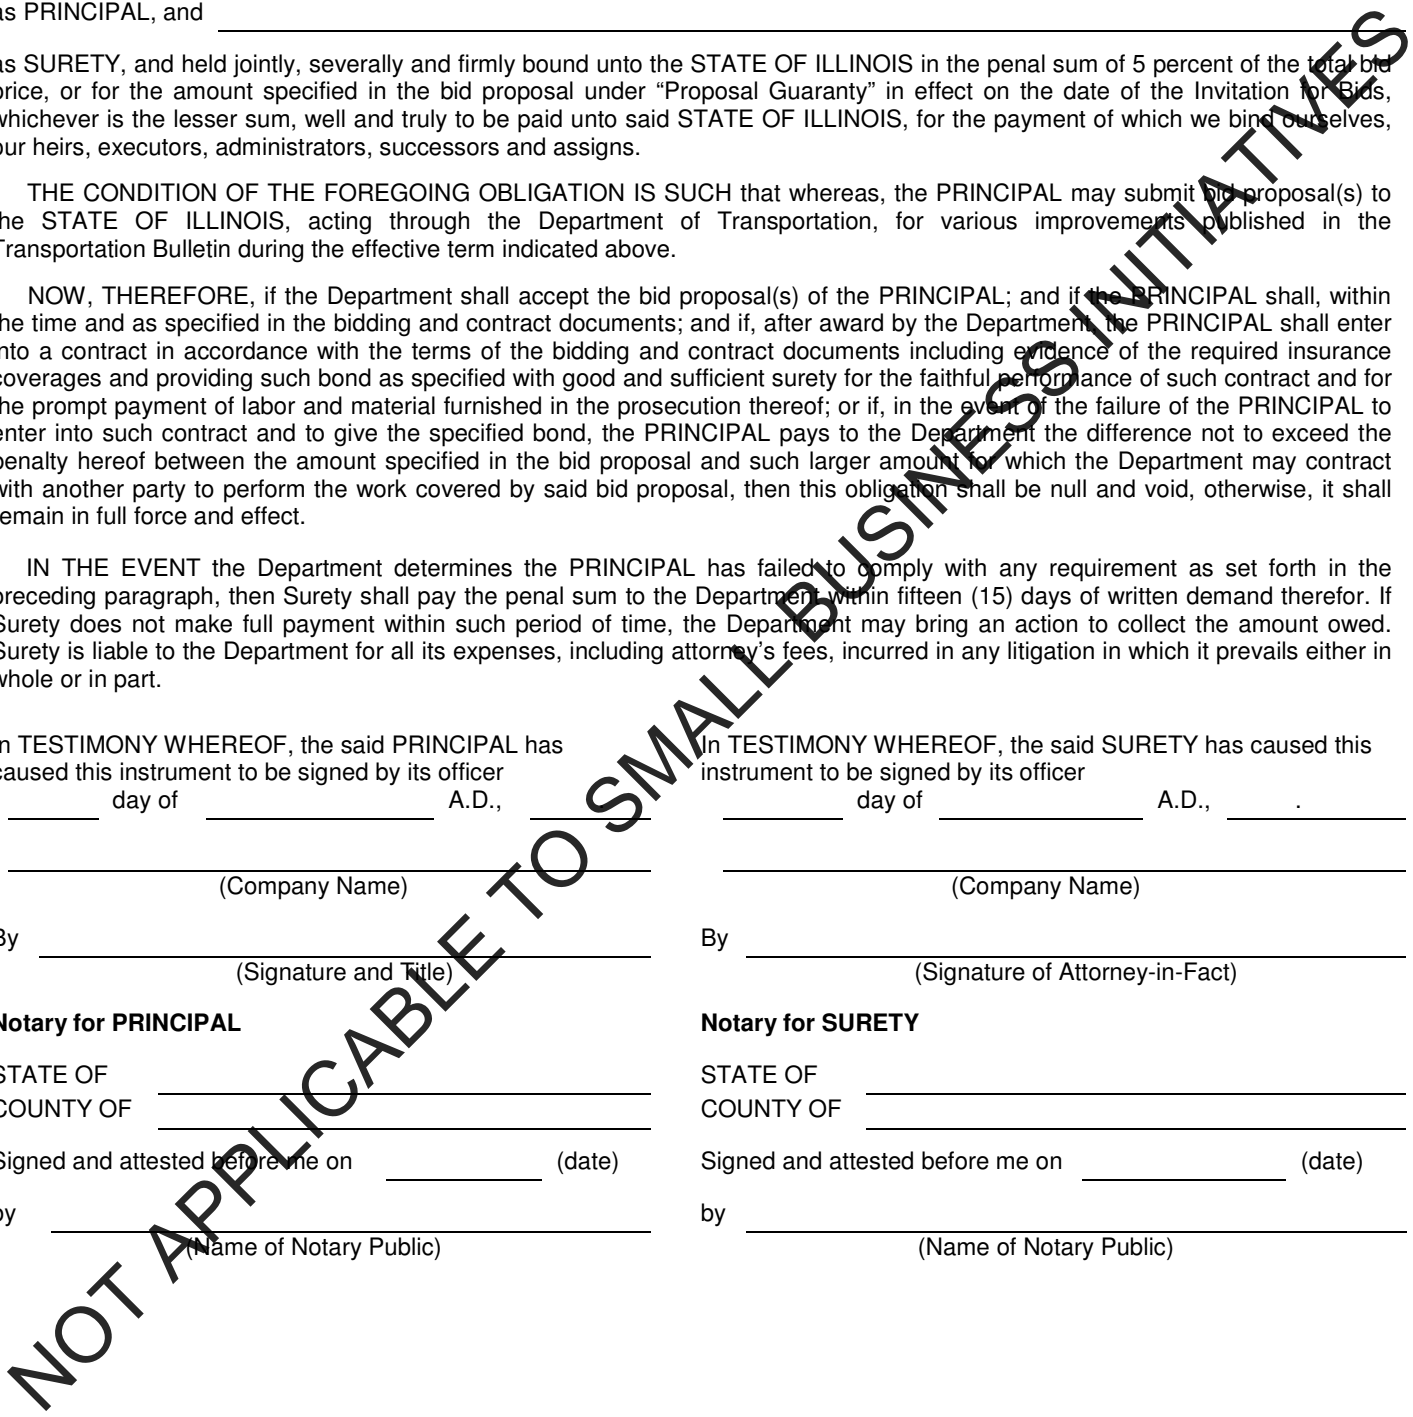 as PRINCIPAL, and
as SURETY, and held jointly, severally and firmly bound unto the STATE OF ILLINOIS in the penal sum of 5 percent of the total bid
price, or for the amount specified in the bid proposal under “Proposal Guaranty” in effect on the date of the Invitation for Bids,
whichever is the lesser sum, well and truly to be paid unto said STATE OF ILLINOIS, for the payment of which we bind ourselves,
our heirs, executors, administrators, successors and assigns.
THE CONDITION OF THE FOREGOING OBLIGATION IS SUCH that whereas, the PRINCIPAL may submit bid proposal(s) to
the STATE OF ILLINOIS, acting through the Department of Transportation, for various improvements published in the
Transportation Bulletin during the effective term indicated above.
NOW, THEREFORE, if the Department shall accept the bid proposal(s) of the PRINCIPAL; and if the PRINCIPAL shall, within
the time and as specified in the bidding and contract documents; and if, after award by the Department, the PRINCIPAL shall enter
into a contract in accordance with the terms of the bidding and contract documents including evidence of the required insurance
coverages and providing such bond as specified with good and sufficient surety for the faithful performance of such contract and for
the prompt payment of labor and material furnished in the prosecution thereof; or if, in the event of the failure of the PRINCIPAL to
enter into such contract and to give the specified bond, the PRINCIPAL pays to the Department the difference not to exceed the
penalty hereof between the amount specified in the bid proposal and such larger amount for which the Department may contract
with another party to perform the work covered by said bid proposal, then this obligation shall be null and void, otherwise, it shall
remain in full force and effect.
IN THE EVENT the Department determines the PRINCIPAL has failed to comply with any requirement as set forth in the
preceding paragraph, then Surety shall pay the penal sum to the Department within fifteen (15) days of written demand therefor. If
Surety does not make full payment within such period of time, the Department may bring an action to collect the amount owed.
Surety is liable to the Department for all its expenses, including attorney’s fees, incurred in any litigation in which it prevails either in
whole or in part.
In TESTIMONY WHEREOF, the said PRINCIPAL has
caused this instrument to be signed by its officer
day of A.D., .
(Company Name)
By
(Signature and Title)
Notary for PRINCIPAL
STATE OF
COUNTY OF
Signed and attested before me on (date)
by
(Name of Notary Public)
In TESTIMONY WHEREOF, the said SURETY has caused this
instrument to be signed by its officer
day of A.D., .
(Company Name)
By
(Signature of Attorney-in-Fact)
Notary for SURETY
STATE OF
COUNTY OF
Signed and attested before me on (date)
by
(Name of Notary Public)
NOT APPLICABLE TO SMALL BUSINESS INITIATIVES